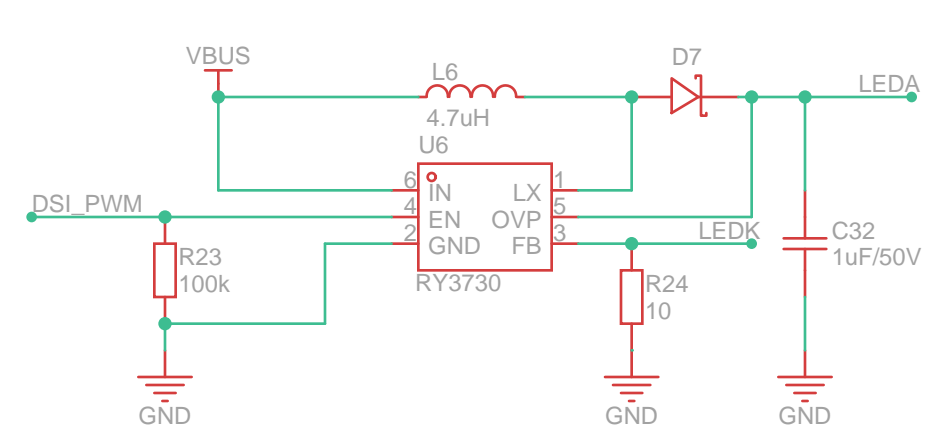 VBUS
L6
D7
LEDA
4.7uH
U6
6
IN
LX
1
DSI_PWM
4
EN
OVP
5
2
GND
FB
3
LEDK
C32
1uF/50V
R23
100k
RY3730
R24
10
GND
GND
GND